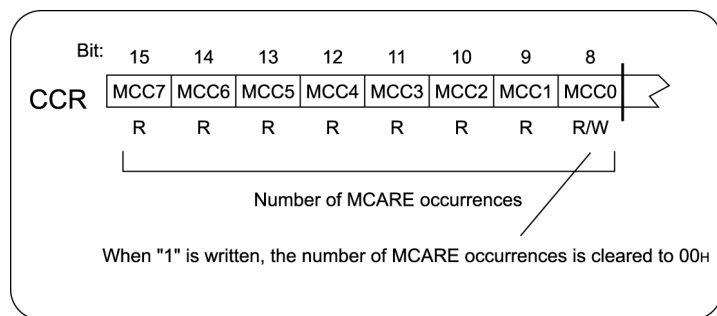 Bit: 15 14 13 12 11 10 9 8
CCR MCC7 MCC6 MCC5 MCC4 MCC3 MCC2 MCC1 MCC0
R R R R R R R R/W
Number of MCARE occurrences
When "1" is written, the number of MCARE occurrences is cleared to 00H